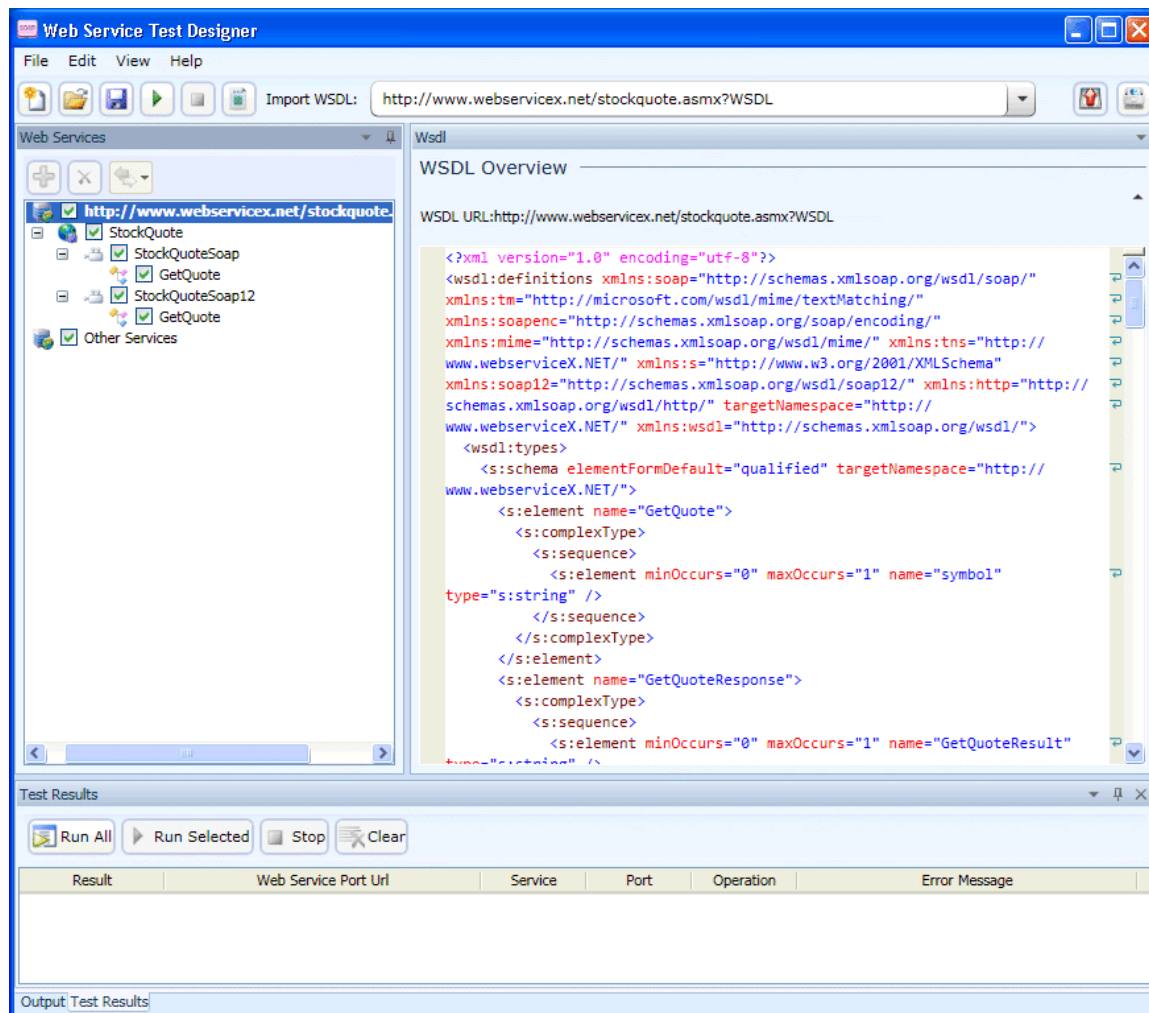 Web Service Test Designer
File Edit View Help
Import WSDL: http://www.webservicex.net/stockquote.asmx?WSDL
Web Services
http://www.webservicex.net/stockquote.
StockQuote
StockQuoteSoap
GetQuote
StockQuoteSoap12
GetQuote
Other Services
Wsdl
WSDL Overview
WSDL URL:http://www.webservicex.net/stockquote.asmx?WSDL
<?xml version="1.0" encoding="utf-8"?>
<wsdl:definitions xmlns:soap="http://schemas.xmlsoap.org/wsdl/soap/"
xmlns:tm="http://microsoft.com/wsdl/mime/textMatching/"
xmlns:soapenc="http://schemas.xmlsoap.org/soap/encoding/"
xmlns:mime="http://schemas.xmlsoap.org/wsdl/mime/" xmlns:tns="http://
www.webserviceX.NET/" xmlns:s="http://www.w3.org/2001/XMLSchema"
xmlns:soap12="http://schemas.xmlsoap.org/wsdl/soap12/" xmlns:http="http://
schemas.xmlsoap.org/wsdl/http/" targetNamespace="http://
www.webserviceX.NET/" xmlns:wsdl="http://schemas.xmlsoap.org/wsdl/">
<wsdl:types>
<s:schema elementFormDefault="qualified" targetNamespace="http://
www.webserviceX.NET/">
<s:element name="GetQuote">
<s:complexType>
<s:sequence>
<s:element minOccurs="0" maxOccurs="1" name="symbol"
type="s:string" />
</s:sequence>
</s:complexType>
</s:element>
<s:element name="GetQuoteResponse">
<s:complexType>
<s:sequence>
<s:element minOccurs="0" maxOccurs="1" name="GetQuoteResult"
type="s:string" />
Test Results
Run All Run Selected Stop Clear
Result Web Service Port Url Service Port Operation Error Message
Output Test Results